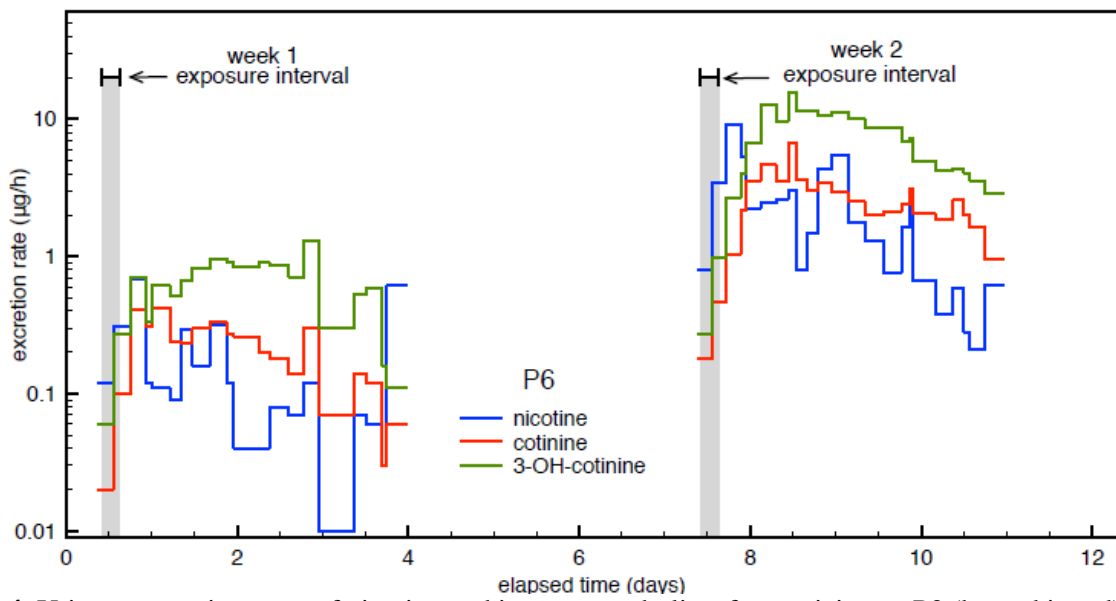 week 1
exposure interval
week 2
exposure interval
10
1
0.1
0.01
excretion rate (µg/h)
P6
nicotine
cotinine
3-OH-cotinine
0
2
4
6
8
10
12
elapsed time (days)